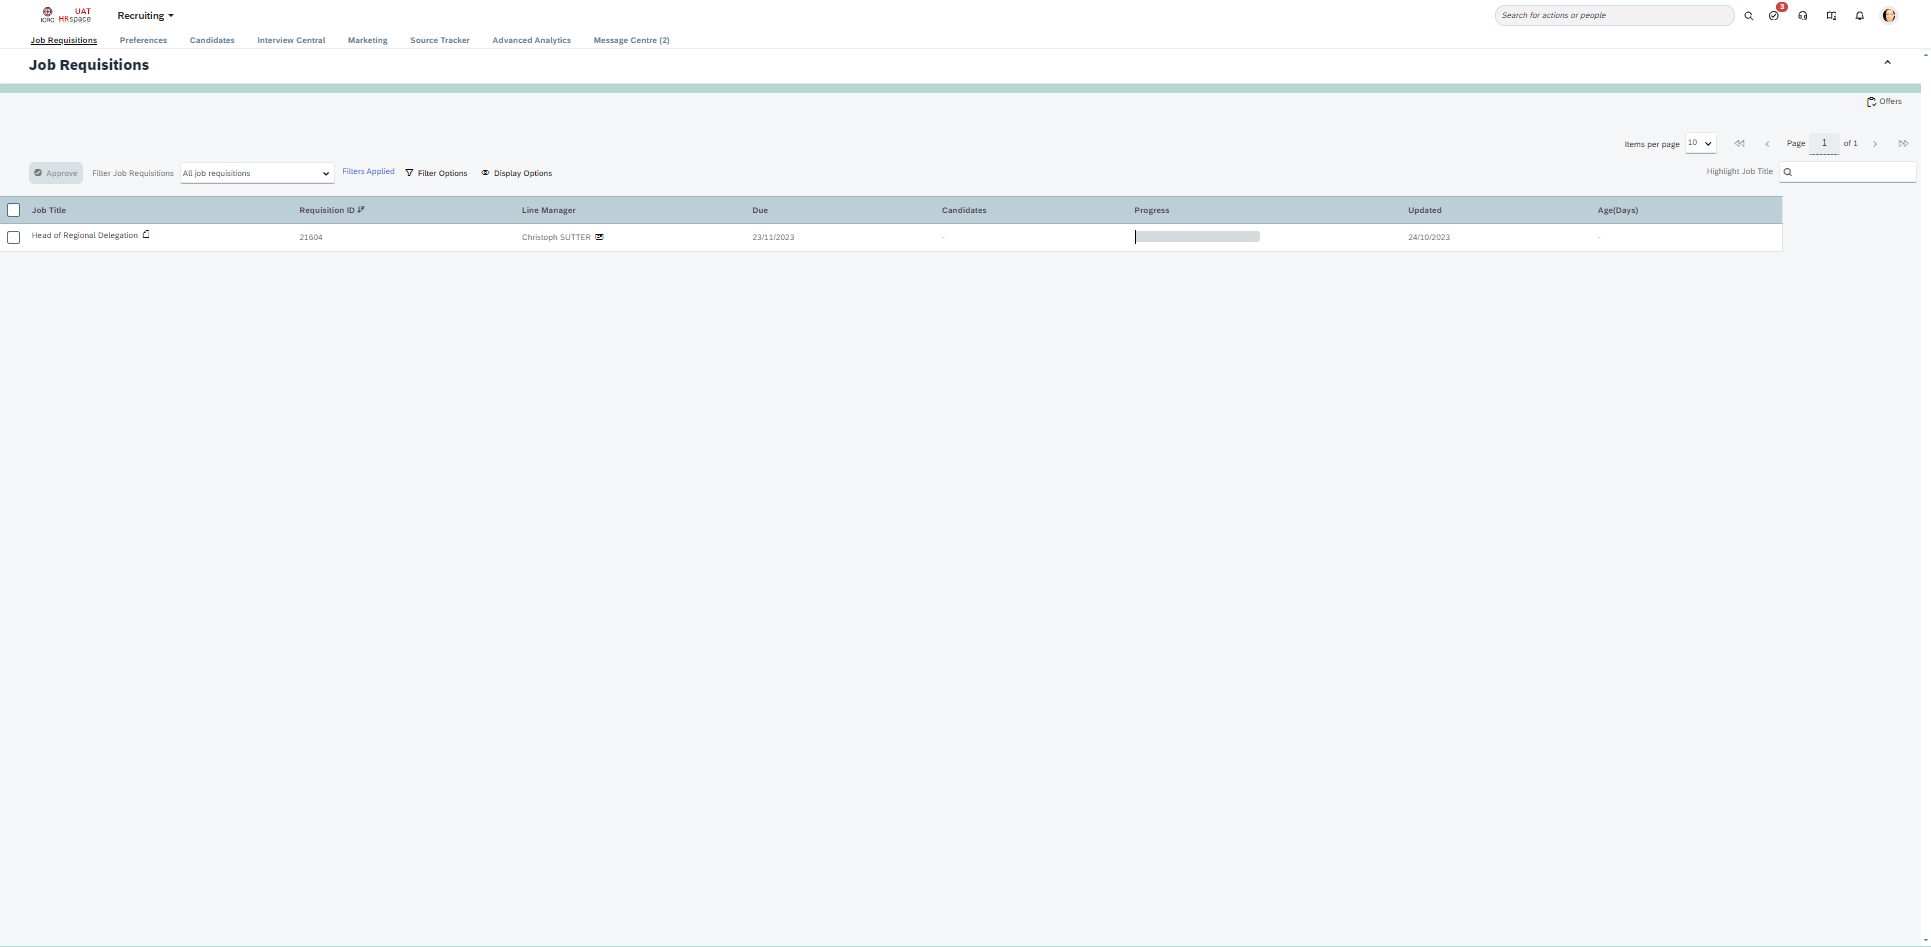 ICRC
UAT
HRspace
Recruiting
Search for actions or people
3
Job Requisitions
Preferences
Candidates
Interview Central
Marketing
Source Tracker
Advanced Analytics
Message Centre (2)
Job Requisitions
Offers
Items per page
10
Page
1
of 1
Approve
Filter Job Requisitions
All job requisitions
Filters Applied
Filter Options
Display Options
Highlight Job Title
Job Title
Requisition ID
Line Manager
Due
Candidates
Progress
Updated
Age(Days)
Head of Regional Delegation
21604
Christoph SUTTER
23/11/2023
-
24/10/2023
-